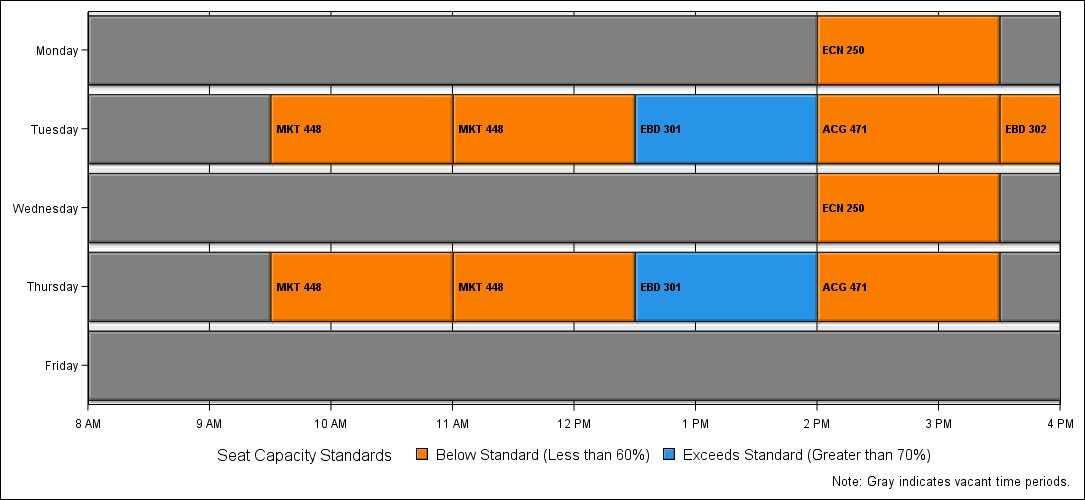 Monday
ECN 250
Tuesday
MKT 448
MKT 448
EBD 301
ACG 471
EBD 302
Wednesday
ECN 250
Thursday
MKT 448
MKT 448
EBD 301
ACG 471
Friday
8 AM 9 AM 10 AM 11 AM 12 PM 1 PM 2 PM 3 PM 4 PM
Seat Capacity Standards Below Standard (Less than 60%) Exceeds Standard (Greater than 70%)
Note: Gray indicates vacant time periods.